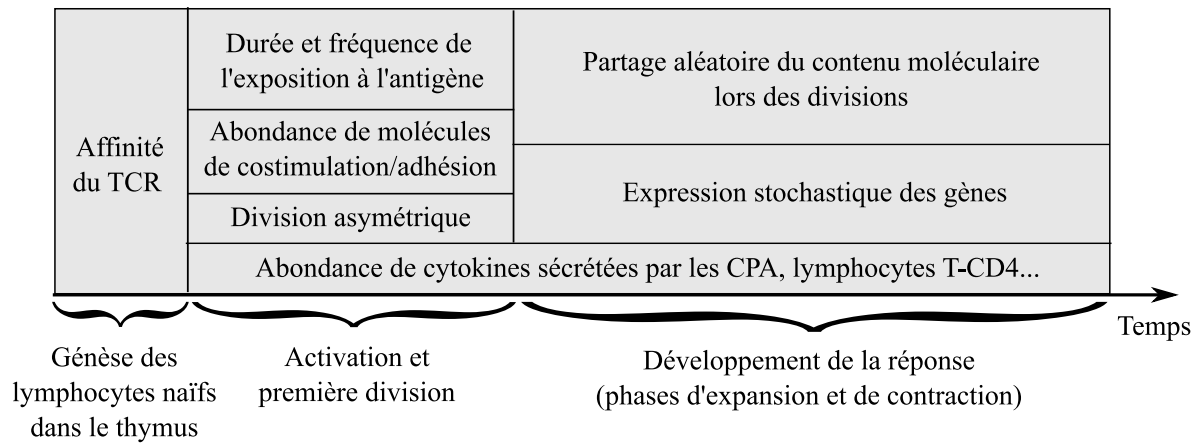 Affinité
du TCR
Durée et fréquence de
l'exposition à l'antigène
Abondance de molécules
de costimulation/adhésion
Division asymétrique
Partage aléatoire du contenu moléculaire
lors des divisions
Expression stochastique des gènes
Abondance de cytokines sécrétées par les CPA, lymphocytes T-CD4...
Temps
Génèse des
lymphocytes naïfs
dans le thymus
Activation et
première division
Développement de la réponse
(phases d'expansion et de contraction)